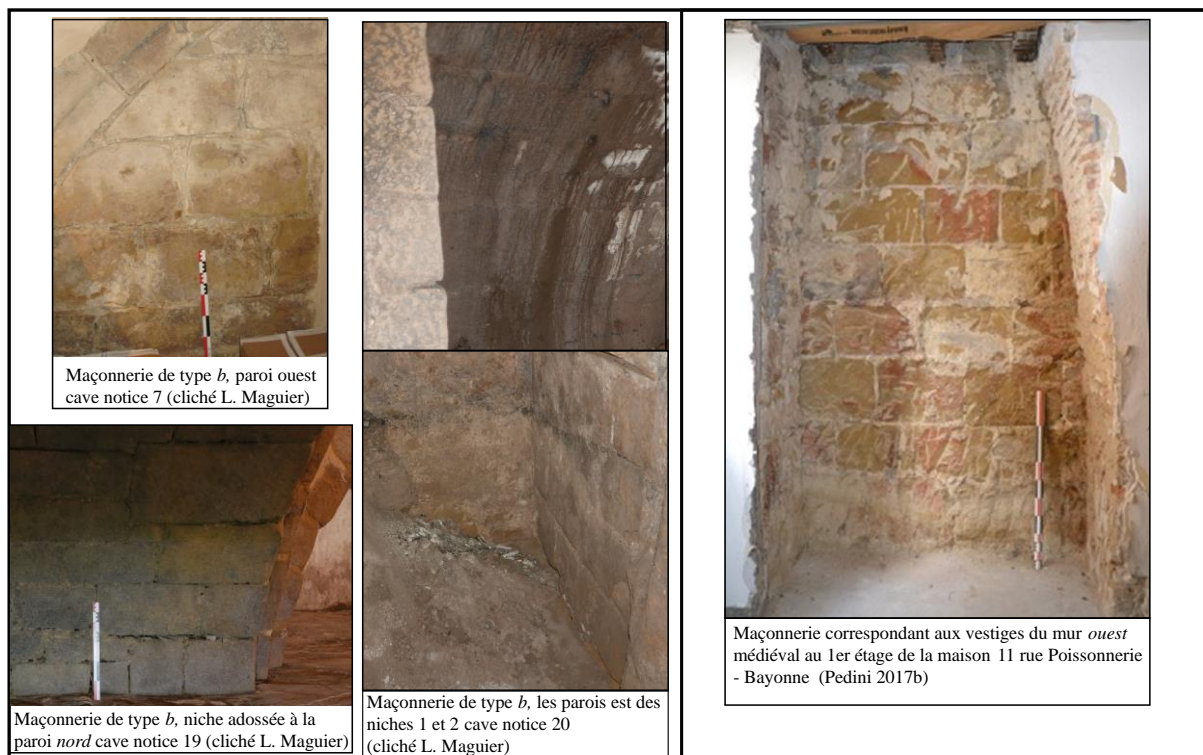 Maçonnerie de type b, paroi ouest
cave notice 7 (cliché L. Maguier)
Maçonnerie de type b, niche adossée à la
paroi nord cave notice 19 (cliché L. Maguier)
Maçonnerie de type b, les parois est des
niches 1 et 2 cave notice 20
(cliché L. Maguier)
Maçonnerie correspondant aux vestiges du mur ouest
médiéval au 1er étage de la maison 11 rue Poissonnerie
- Bayonne (Pedini 2017b)